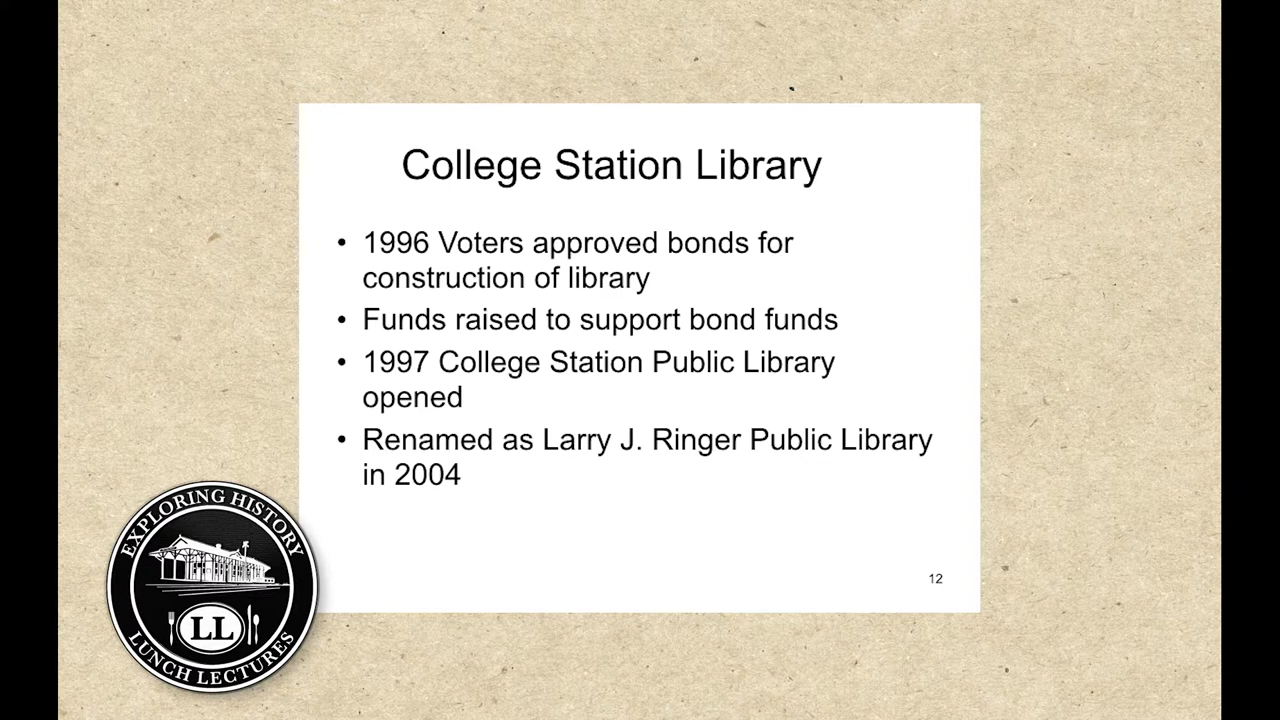 College Station Library
• 1996 Voters approved bonds for
construction of library
• Funds raised to support bond funds
• 1997 College Station Public Library
opened
• Renamed as Larry J. Ringer Public Library
in 2004
12
EXPLORING HISTORY
LL
LUNCH LECTURES